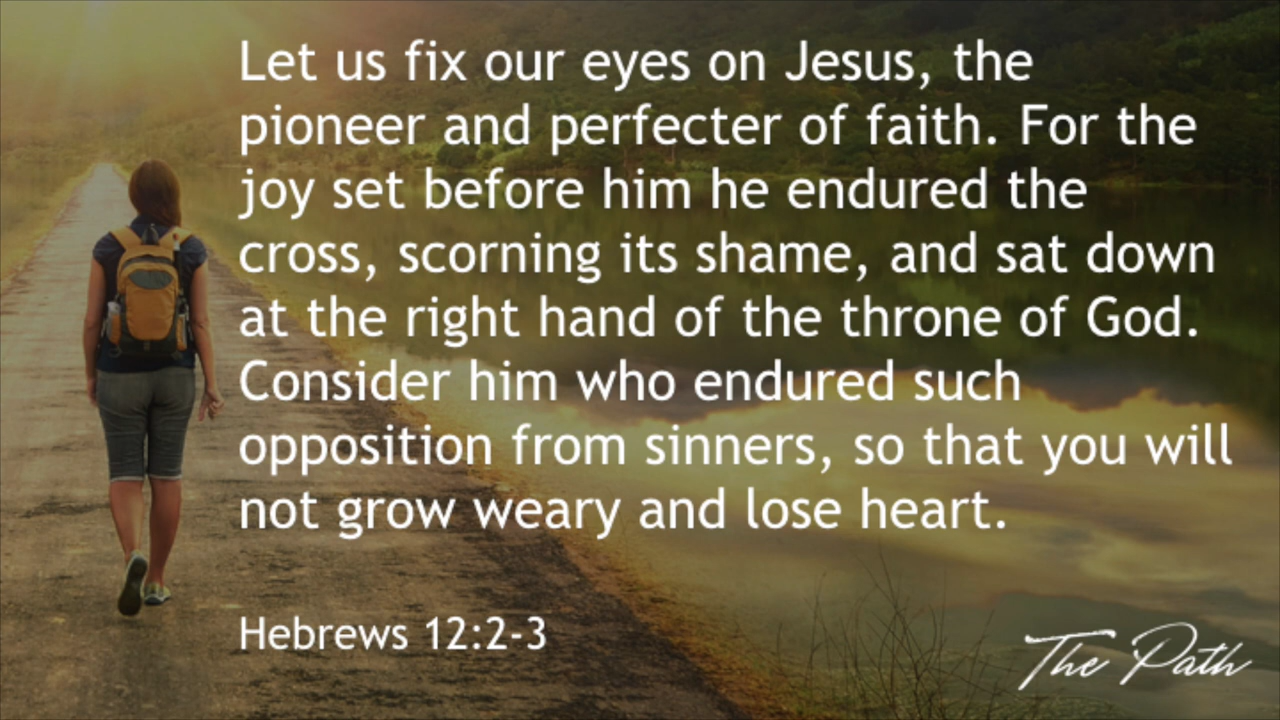 Let us fix our eyes on Jesus, the
pioneer and perfecter of faith. For the
joy set before him he endured the
cross, scorning its shame, and sat down
at the right hand of the throne of God.
Consider him who endured such
opposition from sinners, so that you will
not grow weary and lose heart.
Hebrews 12:2-3
The Path